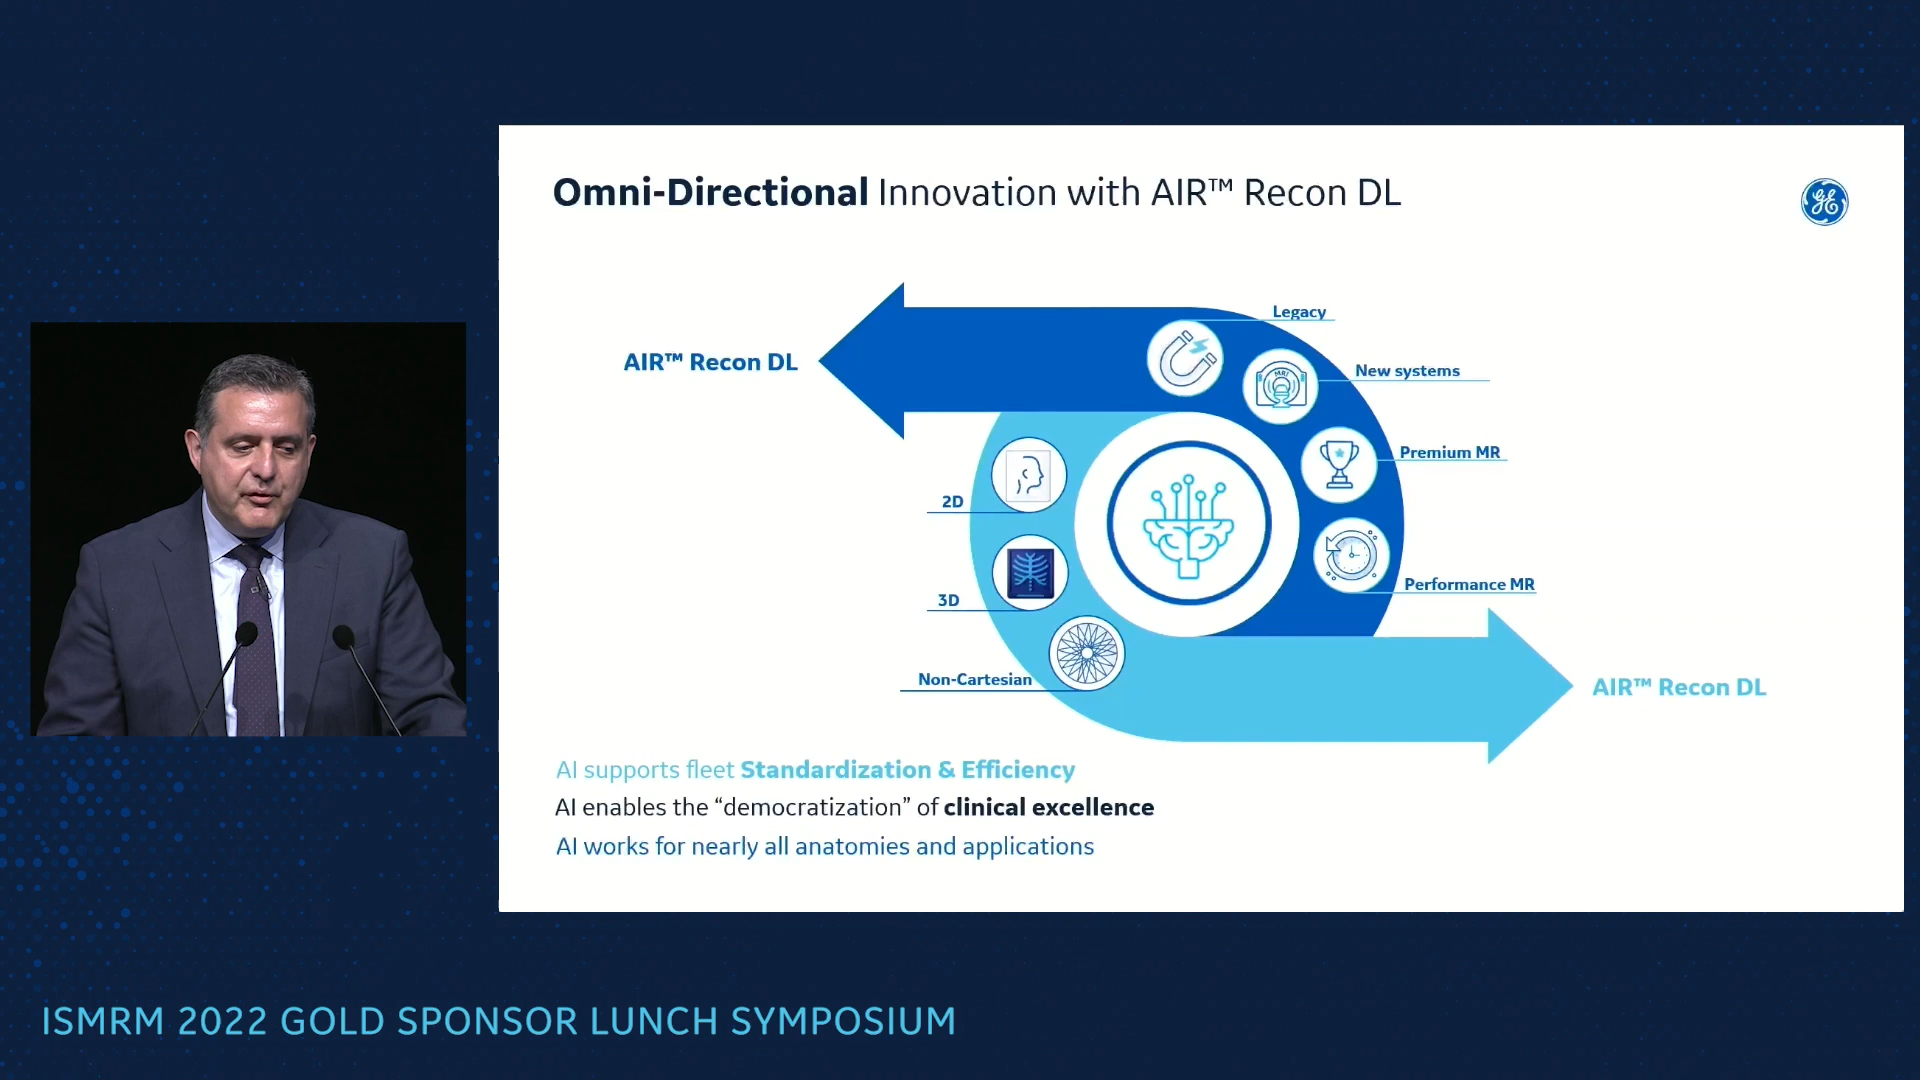 Omni-Directional Innovation with AIR™ Recon DL
GE
Legacy
AIR™ Recon DL
New systems
MRI
Premium MR
2D
Performance MR
3D
Non-Cartesian
AIR™ Recon DL
AI supports fleet Standardization & Efficiency
AI enables the “democratization” of clinical excellence
AI works for nearly all anatomies and applications
ISMRM 2022 GOLD SPONSOR LUNCH SYMPOSIUM